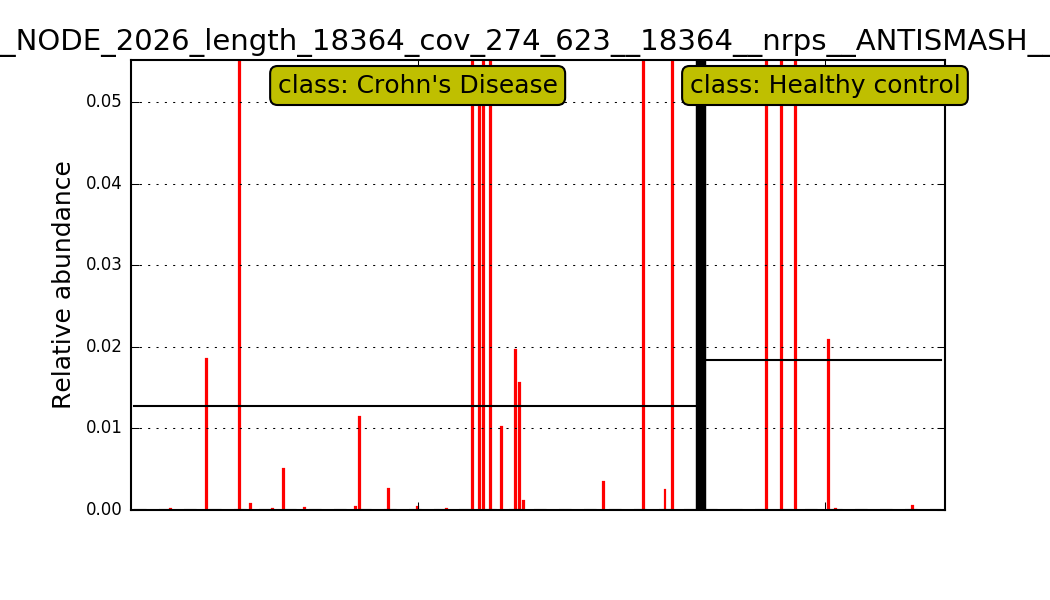 __NODE_2026_length_18364_cov_274_623__18364__nrps__ANTISMASH__
class: Crohn's Disease
class: Healthy control
Relative abundance
0.05
0.04
0.03
0.02
0.01
0.00